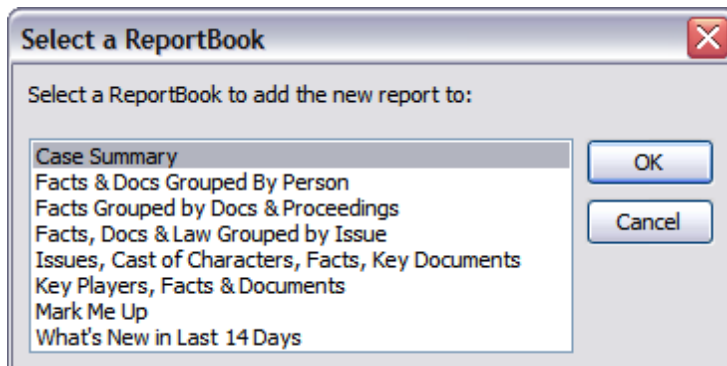 Select a ReportBook
Select a ReportBook to add the new report to:
Case Summary
Facts & Docs Grouped By Person
Facts Grouped by Docs & Proceedings
Facts, Docs & Law Grouped by Issue
Issues, Cast of Characters, Facts, Key Documents
Key Players, Facts & Documents
Mark Me Up
What's New in Last 14 Days
OK
Cancel